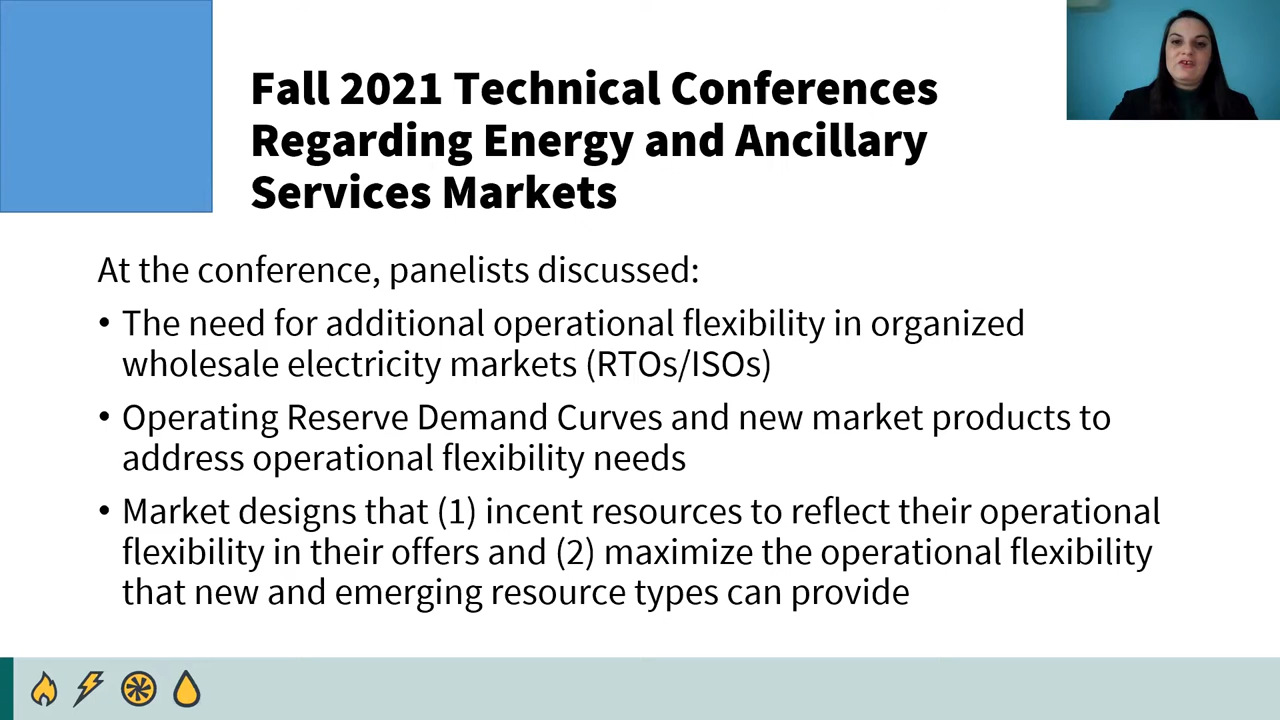 Fall 2021 Technical Conferences
Regarding Energy and Ancillary
Services Markets
At the conference, panelists discussed:
• The need for additional operational flexibility in organized
wholesale electricity markets (RTOs/ISOs)
• Operating Reserve Demand Curves and new market products to
address operational flexibility needs
• Market designs that (1) incent resources to reflect their operational
flexibility in their offers and (2) maximize the operational flexibility
that new and emerging resource types can provide